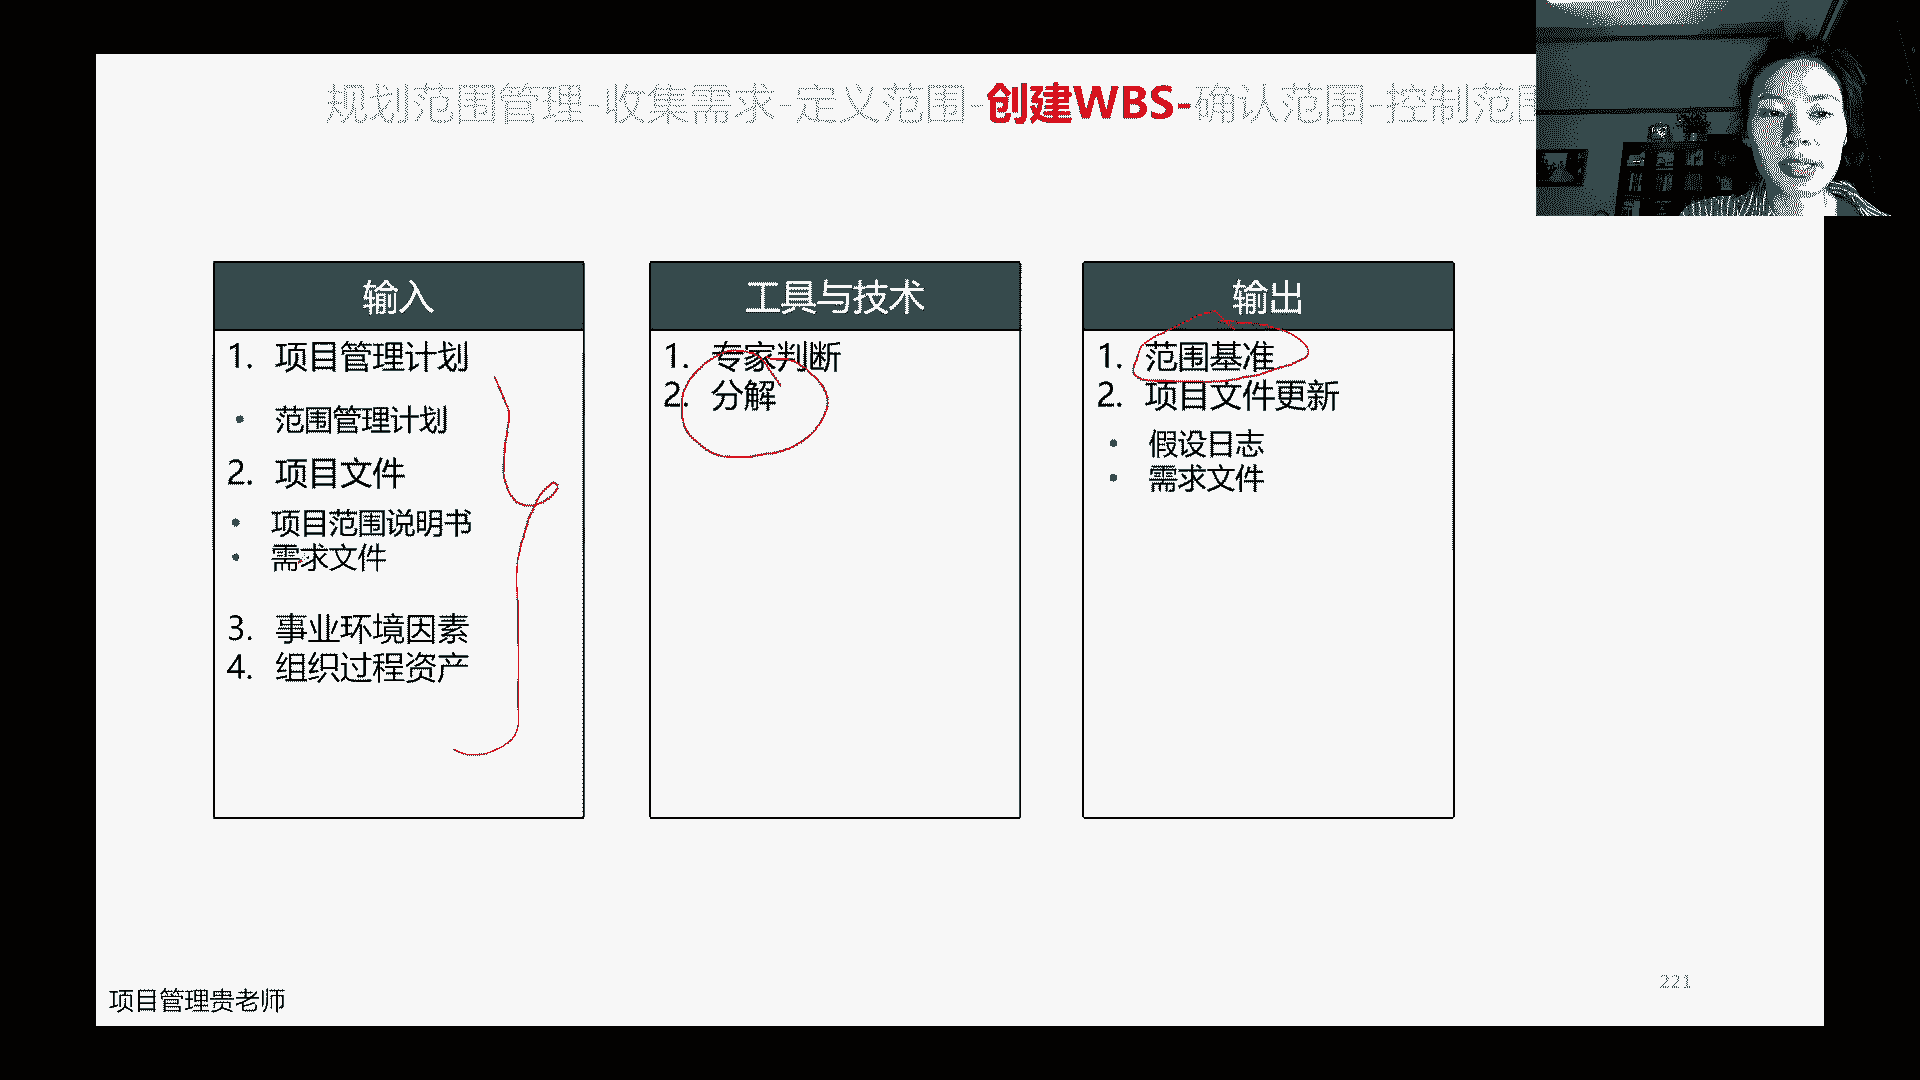 规划范围管理-收集需求-定义范围-创建WBS-确认范围-控制范围
输入
1. 项目管理计划
• 范围管理计划
2. 项目文件
• 项目范围说明书
• 需求文件
3. 事业环境因素
4. 组织过程资产
工具与技术
1. 专家判断
2. 分解
输出
1. 范围基准
2. 项目文件更新
• 假设日志
• 需求文件
项目管理贵老师
221